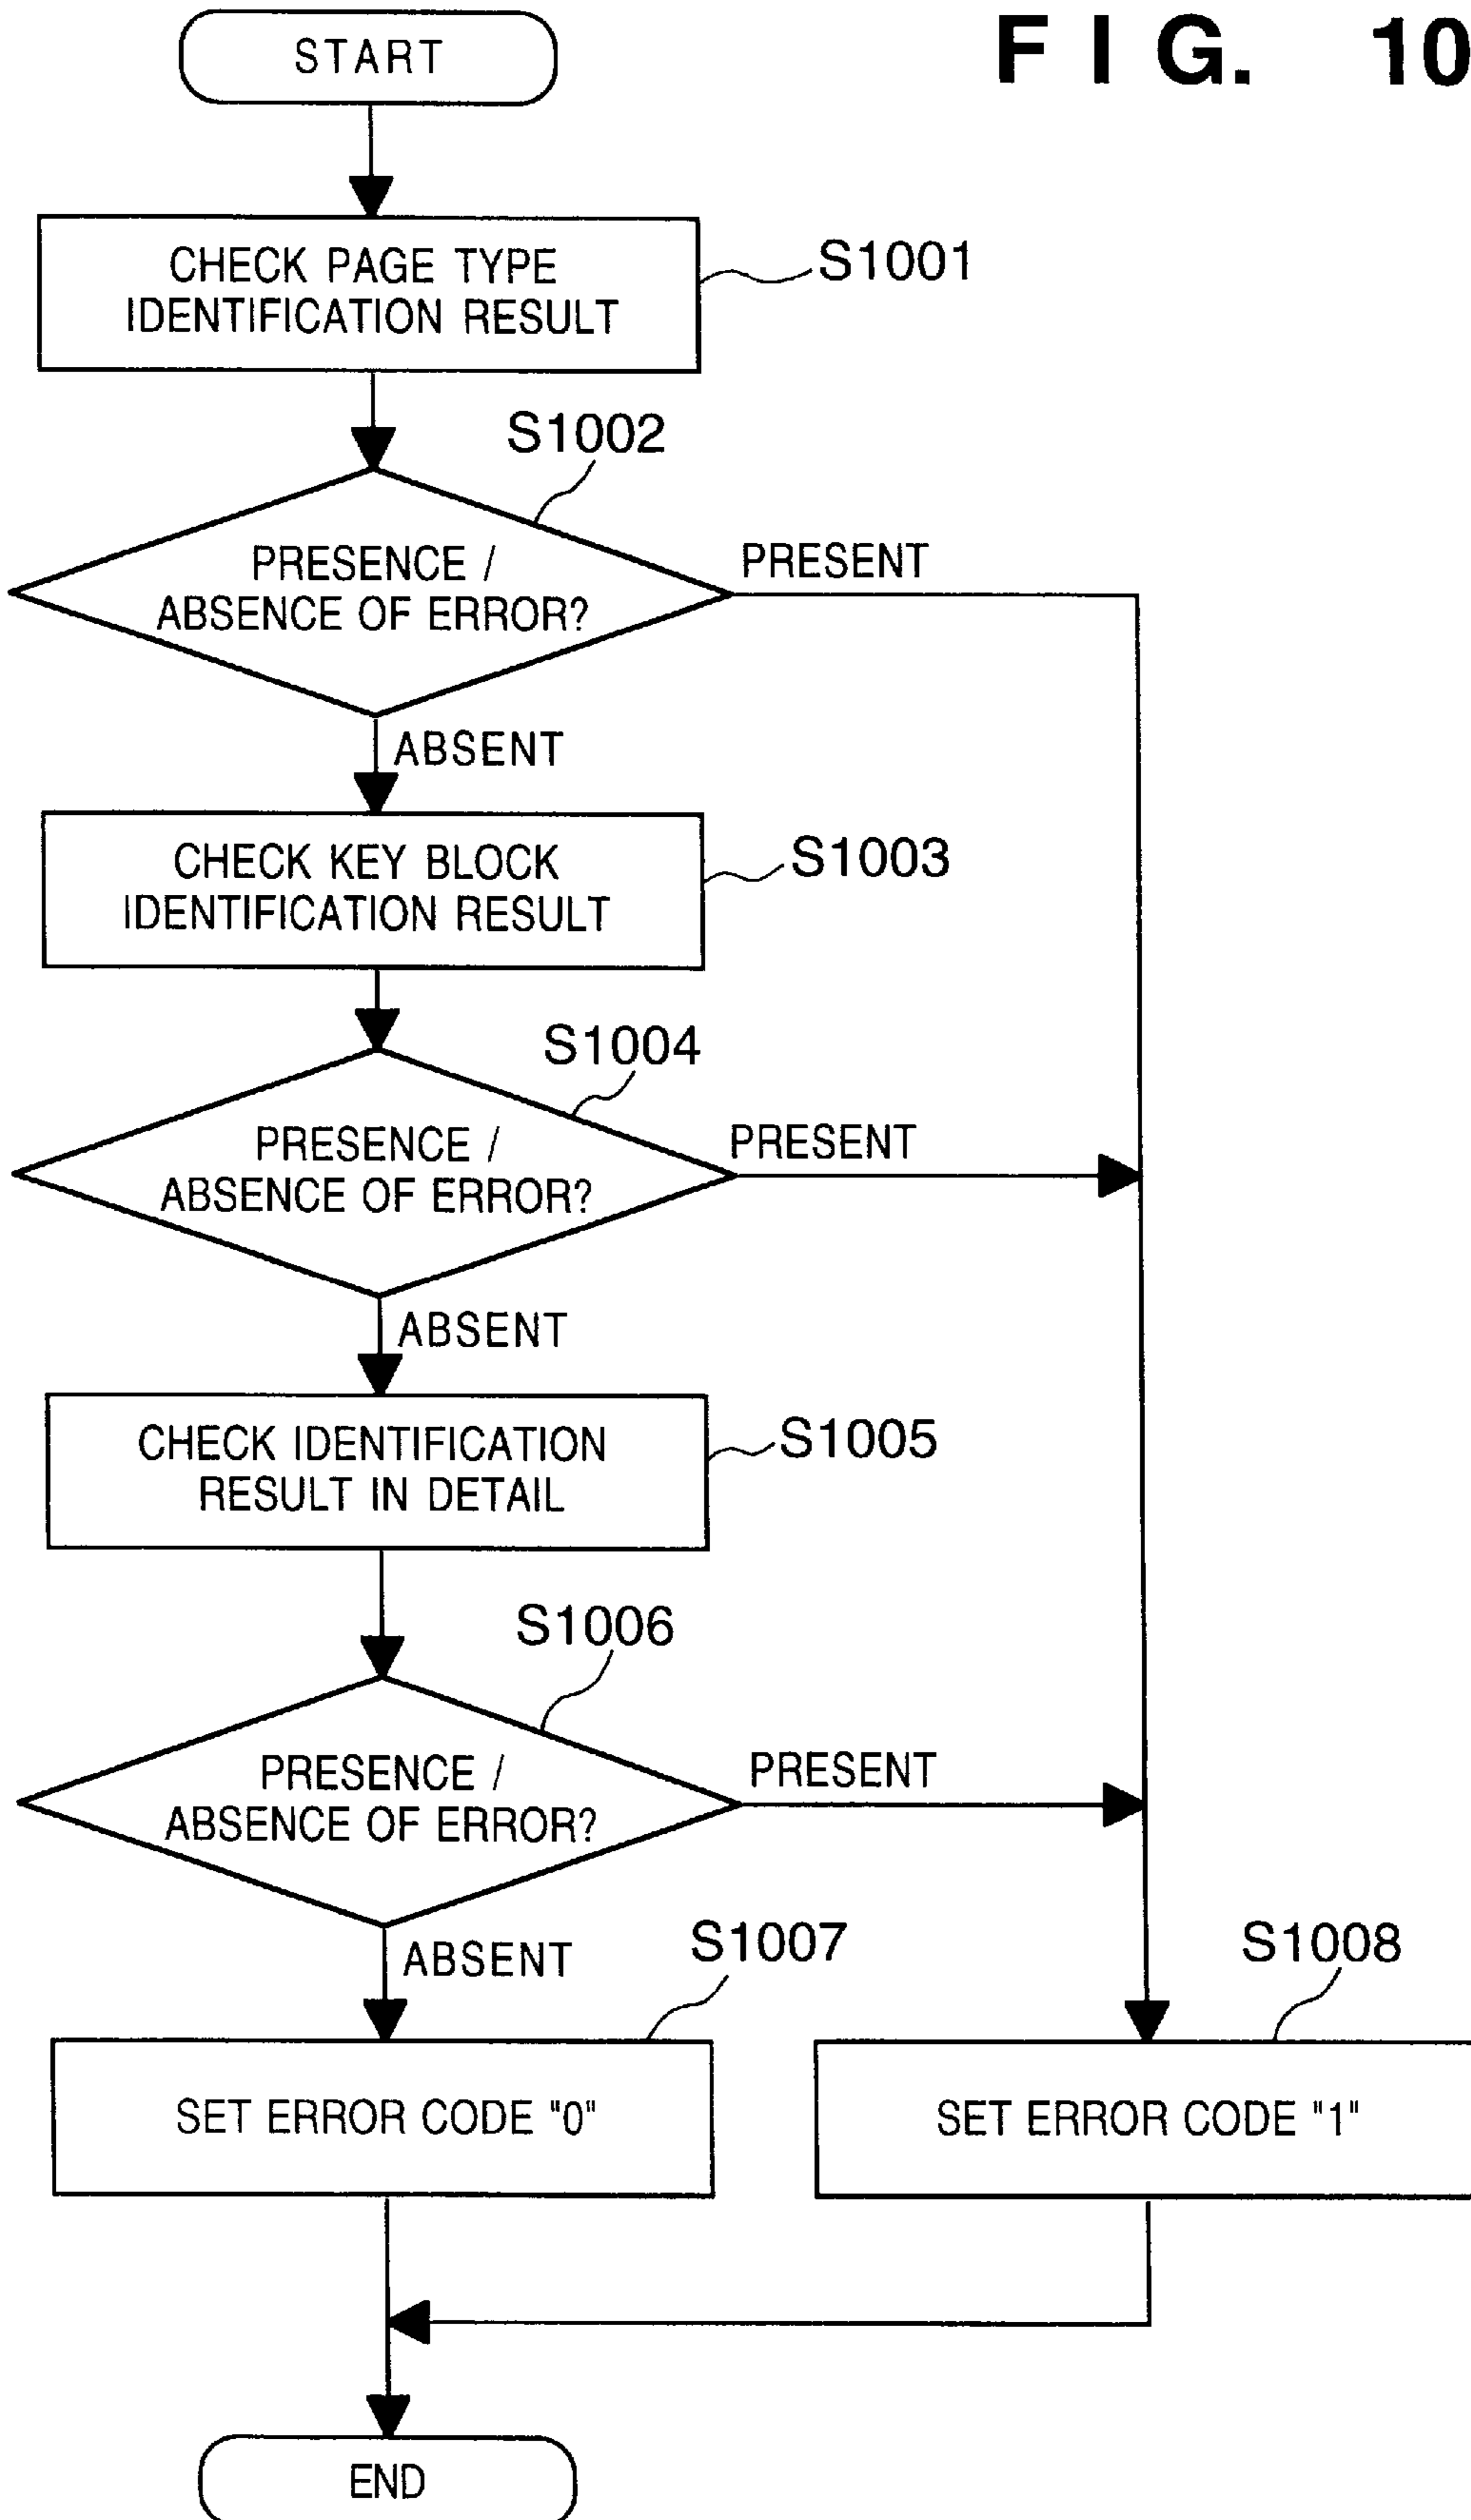 FIG. 10
START
CHECK PAGE TYPE
IDENTIFICATION RESULT
S1001
S1002
PRESENCE /
ABSENCE OF ERROR?
PRESENT
ABSENT
CHECK KEY BLOCK
IDENTIFICATION RESULT
S1003
S1004
PRESENCE /
ABSENCE OF ERROR?
PRESENT
ABSENT
CHECK IDENTIFICATION
RESULT IN DETAIL
S1005
S1006
PRESENCE /
ABSENCE OF ERROR?
PRESENT
ABSENT
S1007
S1008
SET ERROR CODE "0"
SET ERROR CODE "1"
END